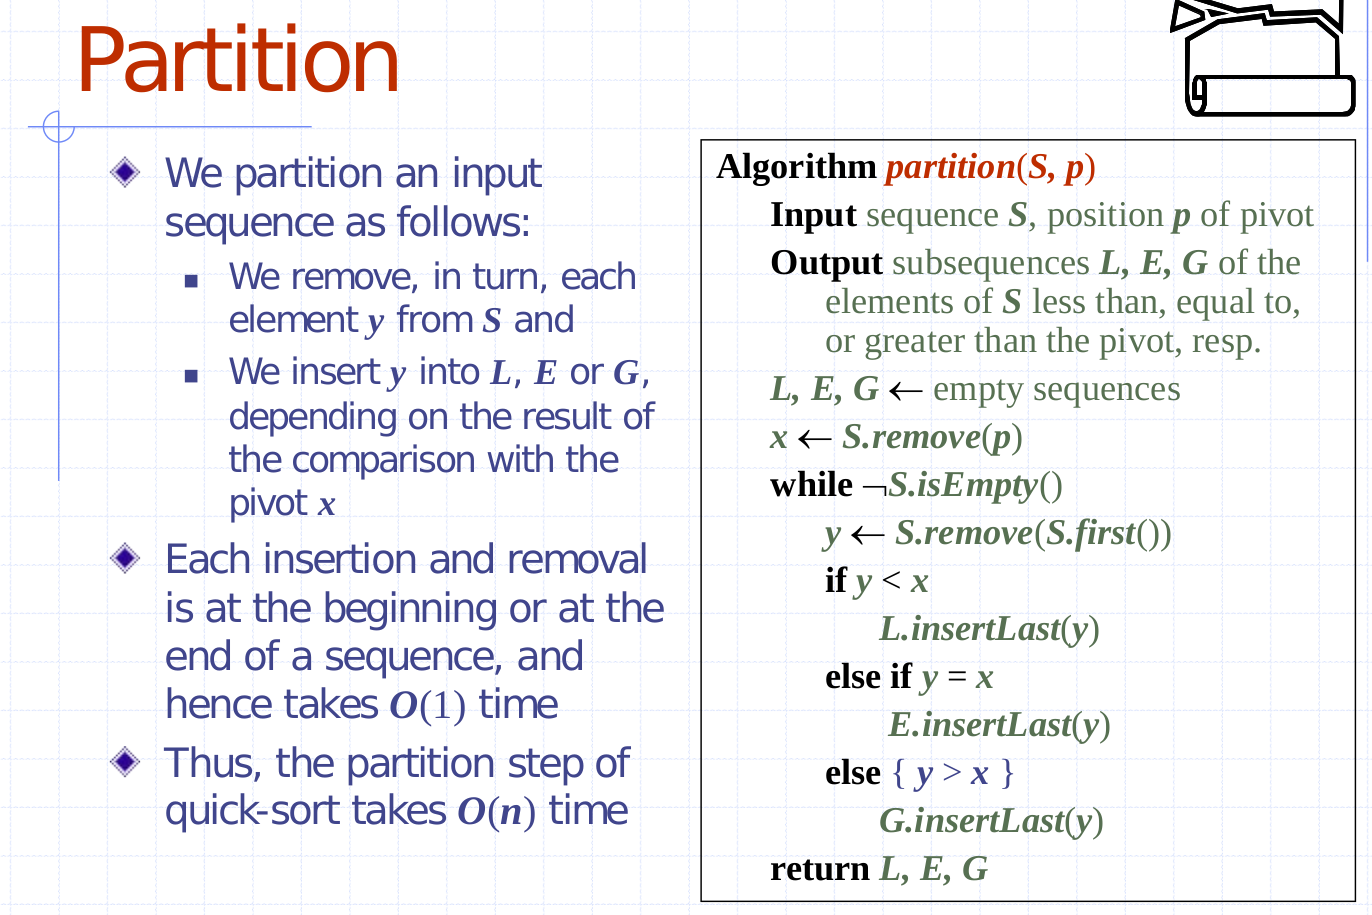 Partition
We partition an input
sequence as follows:
We remove, in turn, each
element y from S and
We insert y into L, E or G,
depending on the result of
the comparison with the
pivot x
Each insertion and removal
is at the beginning or at the
end of a sequence, and
hence takes O(1) time
Thus, the partition step of
quick-sort takes O(n) time
Algorithm partition(S, p)
Input sequence S, position p of pivot
Output subsequences L, E, G of the
elements of S less than, equal to,
or greater than the pivot, resp.
L, E, G ← empty sequences
x ← S.remove(p)
while ¬S.isEmpty()
y ← S.remove(S.first())
if y < x
L.insertLast(y)
else if y = x
E.insertLast(y)
else { y > x }
G.insertLast(y)
return L, E, G